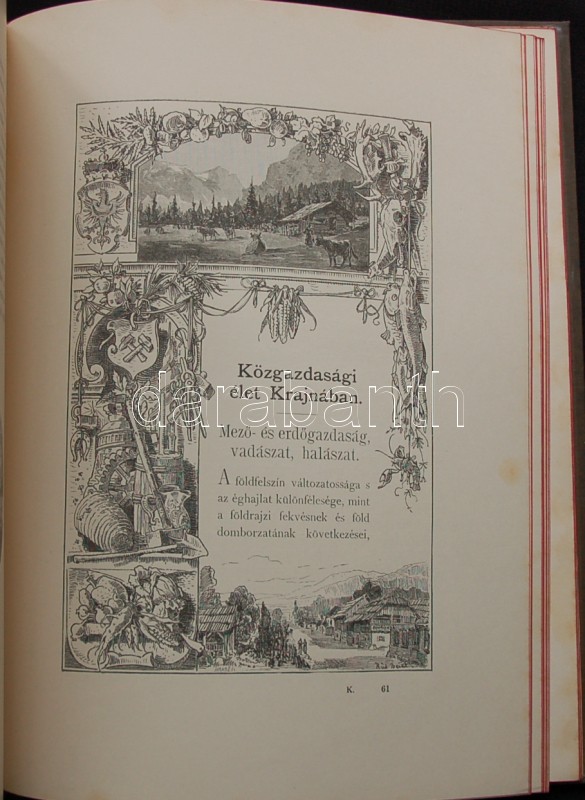 Közgazdasági
élet Krajnában.
Mező- és erdőgazdaság,
vadászat, halászat.
A földfelszín változatossága s
az éghajlat különfélesége, mint
a földrajzi fekvésnek és föld
domborzatának következései,
K. 61
darabanth